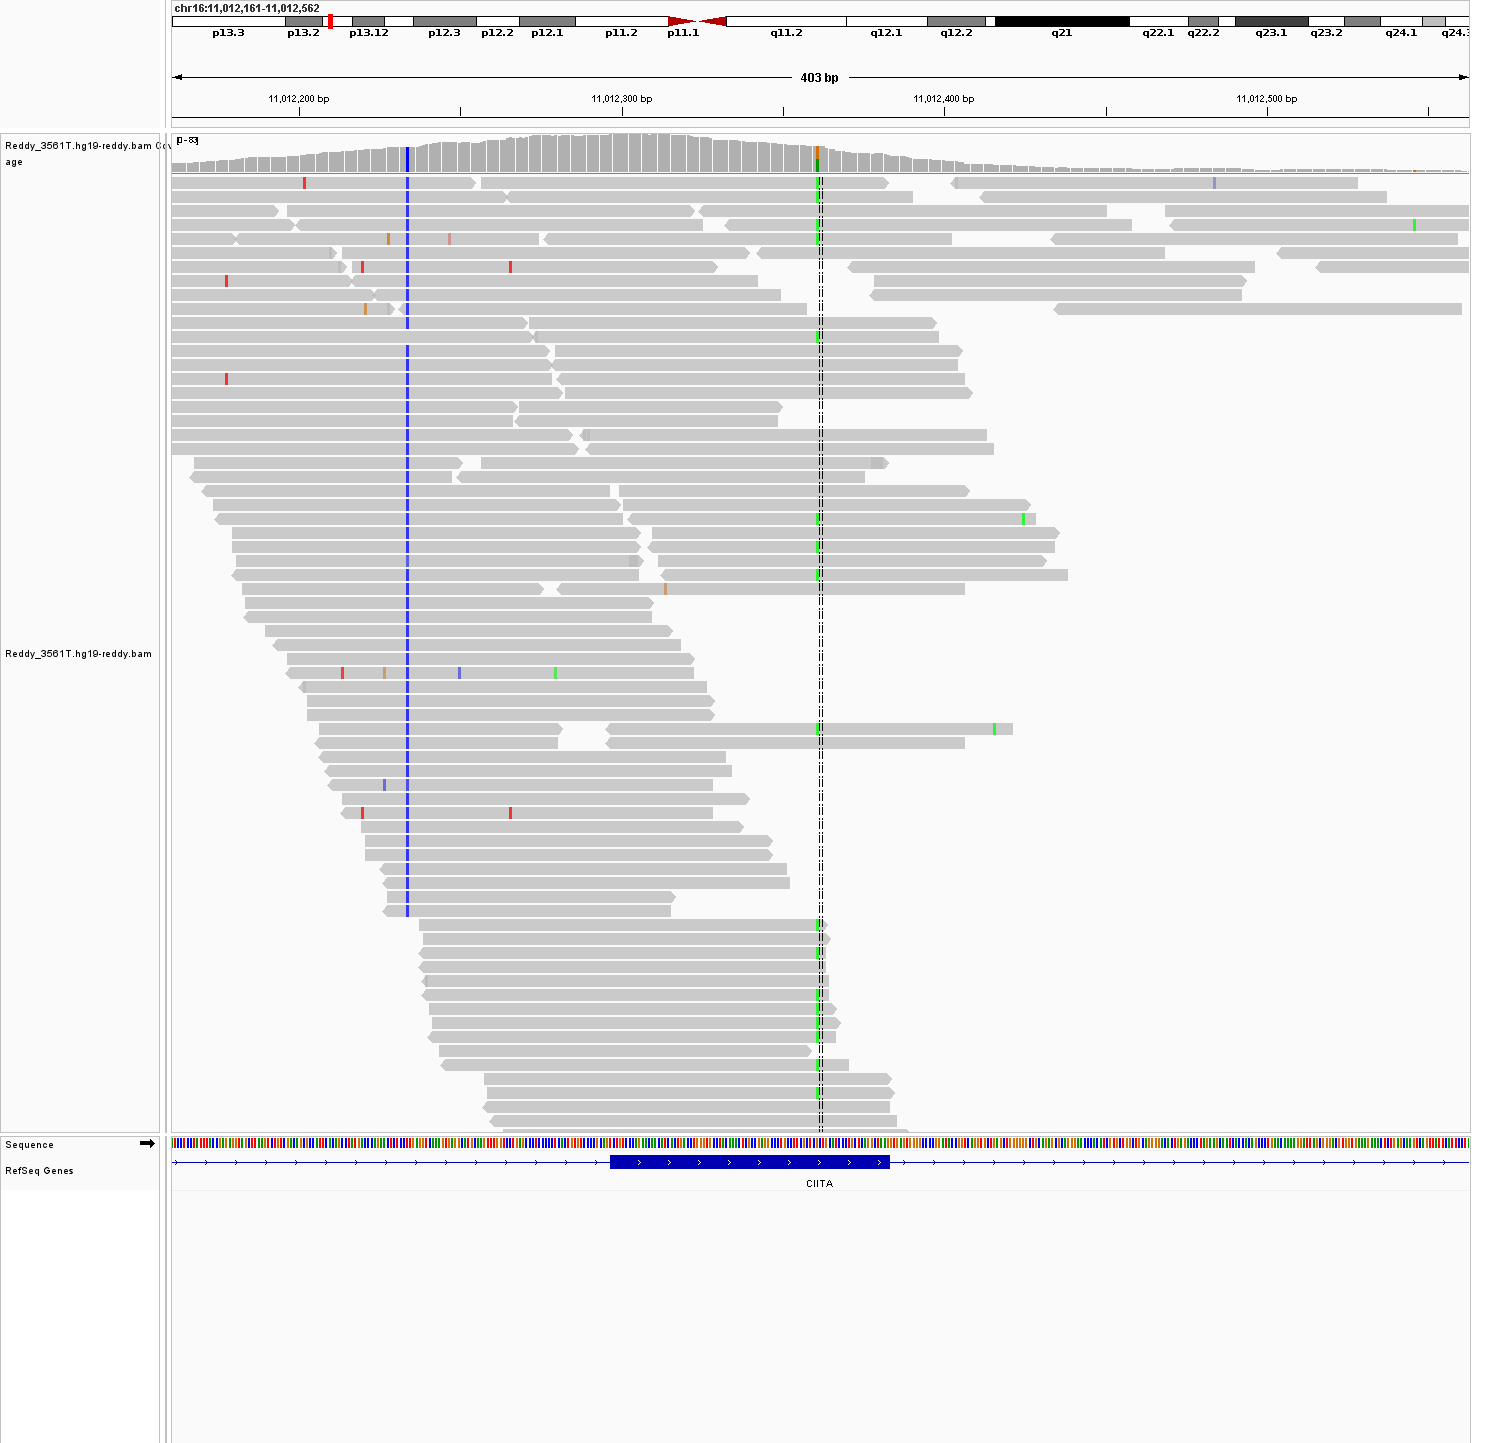 chr16:11,012,161-11,012,562
p13.3 p13.2 p13.12 p12.3 p12.2 p12.1 p11.2 p11.1 q11.2 q12.1 q12.2 q21 q22.1 q22.2 q23.1 q23.2 q24.1
403 bp
11,012,200 bp 11,012,300 bp 11,012,400 bp 11,012,500 bp
[0 - 83]
Reddy_3561T.hg19-reddy.bam
age
Reddy_3561T.hg19-reddy.bam
Sequence
RefSeq Genes
CIITA